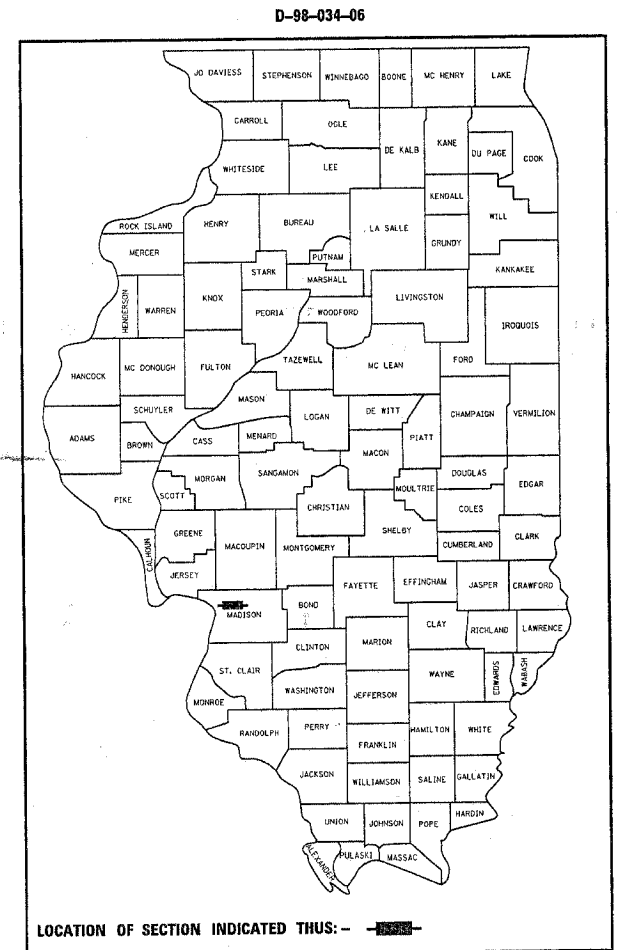 D-98-034-06
JO DAVIESS STEPHENSON WINNEBAGO BOONE MC HENRY LAKE
CARROLL OGLE
DE KALB KANE DU PAGE COOK
WHITESIDE LEE
KENDALL
ROCK ISLAND HENRY BUREAU LA SALLE WILL
MERCER PUTNAM GRUNDY
STARK MARSHALL KANKAKEE
HENDERSON WARREN KNOX PEORIA WOODFORD LIVINGSTON
IROQUOIS
HANCOCK MC DONOUGH FULTON TAZEWELL MC LEAN FORD
MASON
SCHUYLER LOGAN DE WITT CHAMPAIGN VERMILION
ADAMS BROWN CASS MENARD MACON PIATT
MORGAN SANGAMON DOUGLAS EDGAR
PIKE SCOTT CHRISTIAN MOULTRIE COLES
GREENE MACOUPIN MONTGOMERY SHELBY CUMBERLAND CLARK
CALHOUN JERSEY
FAYETTE EFFINGHAM JASPER CRAWFORD
MADISON BOND
CLAY RICHLAND LAWRENCE
CLINTON MARION
ST. CLAIR WAYNE EDWARDS WABASH
WASHINGTON JEFFERSON
MONROE
RANDOLPH PERRY HAMILTON WHITE
FRANKLIN
JACKSON WILLIAMSON SALINE GALLATIN
UNION JOHNSON POPE HARDIN
ALEXANDER PULASKI MASSAC
LOCATION OF SECTION INDICATED THUS: -